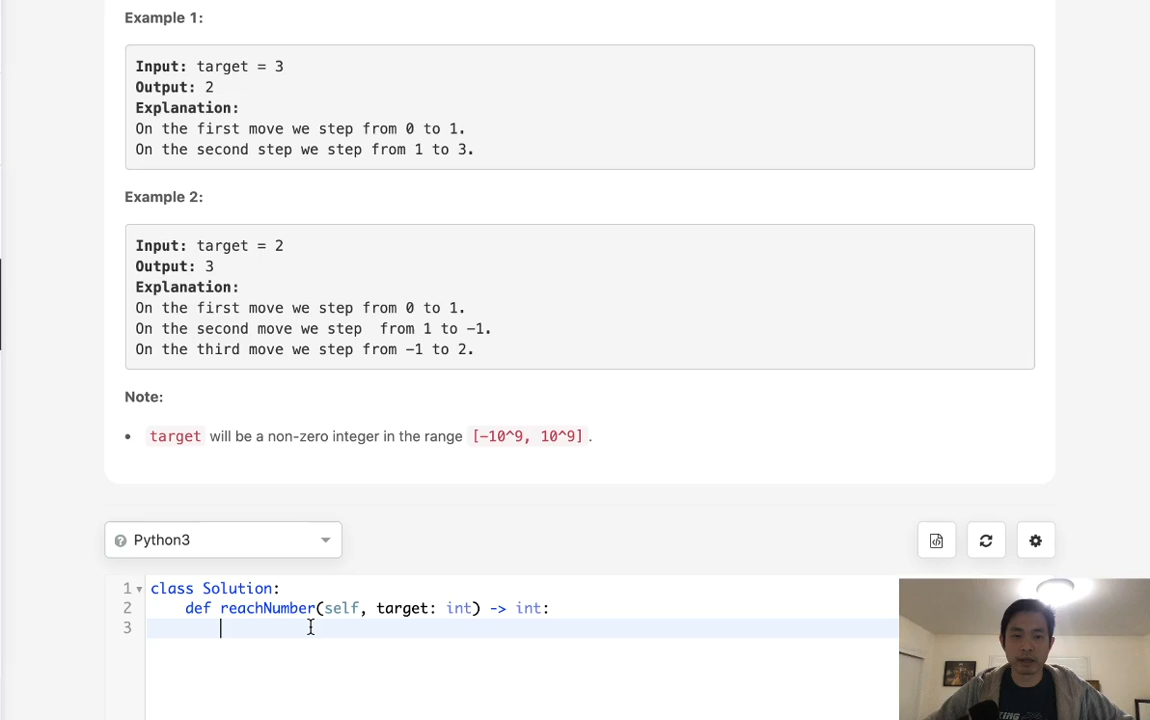 Example 1:
Input: target = 3
Output: 2
Explanation:
On the first move we step from 0 to 1.
On the second step we step from 1 to 3.
Example 2:
Input: target = 2
Output: 3
Explanation:
On the first move we step from 0 to 1.
On the second move we step  from 1 to -1.
On the third move we step from -1 to 2.
Note:
• target will be a non-zero integer in the range [-10^9, 10^9].
Python3
1 class Solution:
2 def reachNumber(self, target: int) -> int:
3